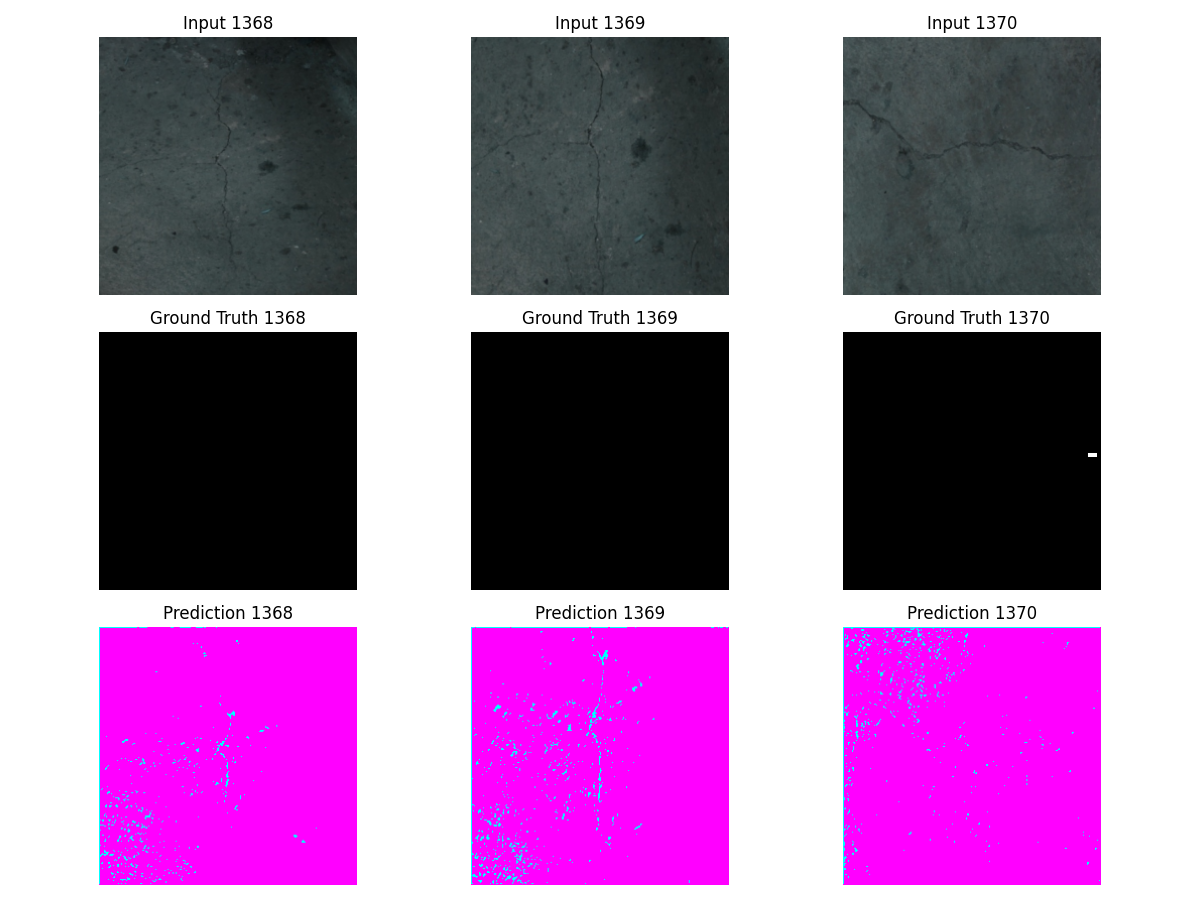 Input 1368
Input 1369
Input 1370
Ground Truth 1368
Ground Truth 1369
Ground Truth 1370
Prediction 1368
Prediction 1369
Prediction 1370